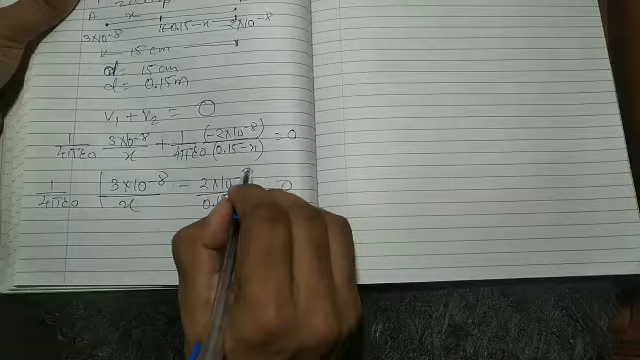 A x
0.15-x
3×10⁻⁸ 2×10⁻⁸
15 cm
d = 15 cm
d = 0.15m
V₁ + V₂ = 0
1/4πε0 3×10⁻⁸/x + 1/4πε0 (-2×10⁻⁸)/(0.15-x) = 0
1/4πε0 [3×10⁻⁸/x - 2×10⁻⁸/ = 0